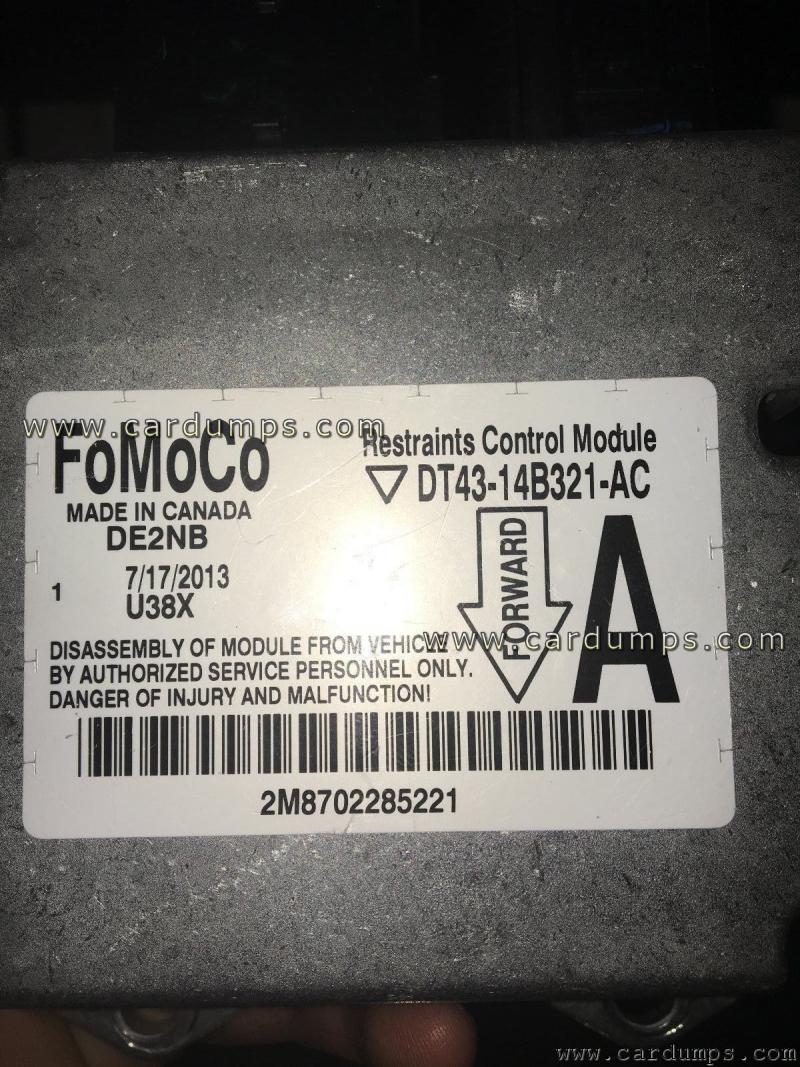 www.cardumps.com
FoMoCo
MADE IN CANADA
DE2NB
1
7/17/2013
U38X
Restraints Control Module
DT43-14B321-AC
FORWARD
A
www.cardumps.com
DISASSEMBLY OF MODULE FROM VEHICLE
BY AUTHORIZED SERVICE PERSONNEL ONLY.
DANGER OF INJURY AND MALFUNCTION!
2M8702285221
www.cardumps.com